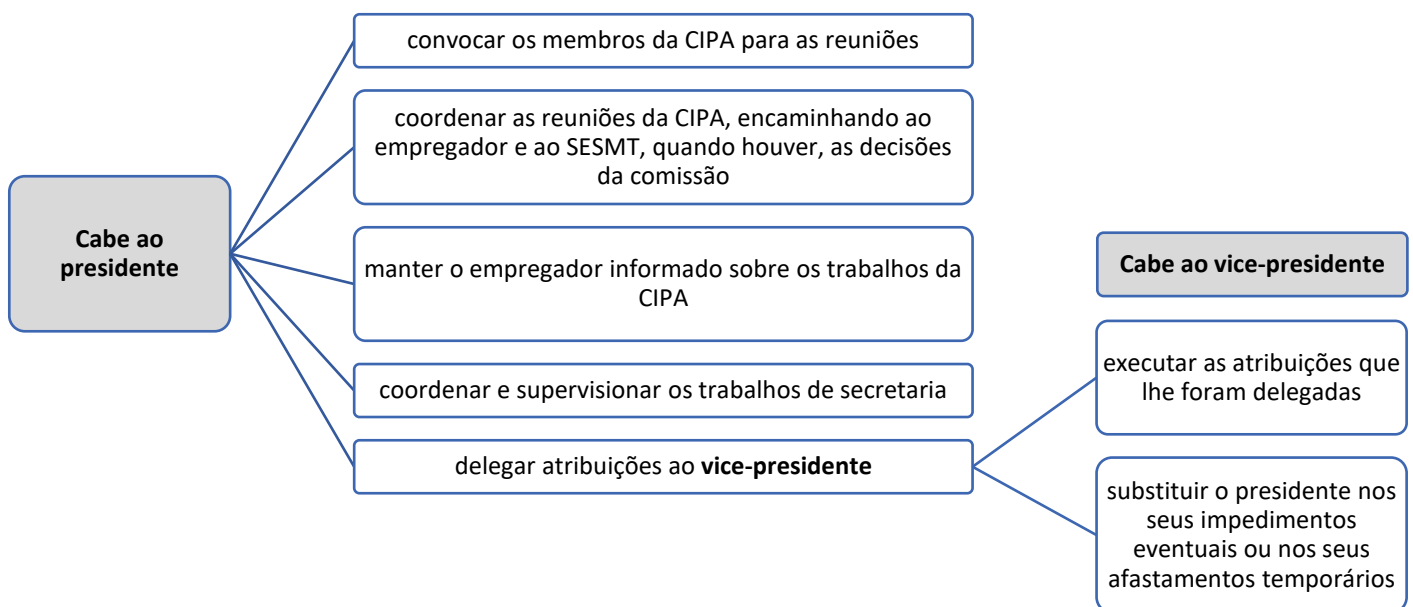 Cabe ao
presidente
convocar os membros da CIPA para as reuniões
coordenar as reuniões da CIPA, encaminhando ao
empregador e ao SESMT, quando houver, as decisões
da comissão
manter o empregador informado sobre os trabalhos da
CIPA
coordenar e supervisionar os trabalhos de secretaria
delegar atribuições ao vice-presidente
Cabe ao vice-presidente
executar as atribuições que
lhe foram delegadas
substituir o presidente nos
seus impedimentos
eventuais ou nos seus
afastamentos temporários